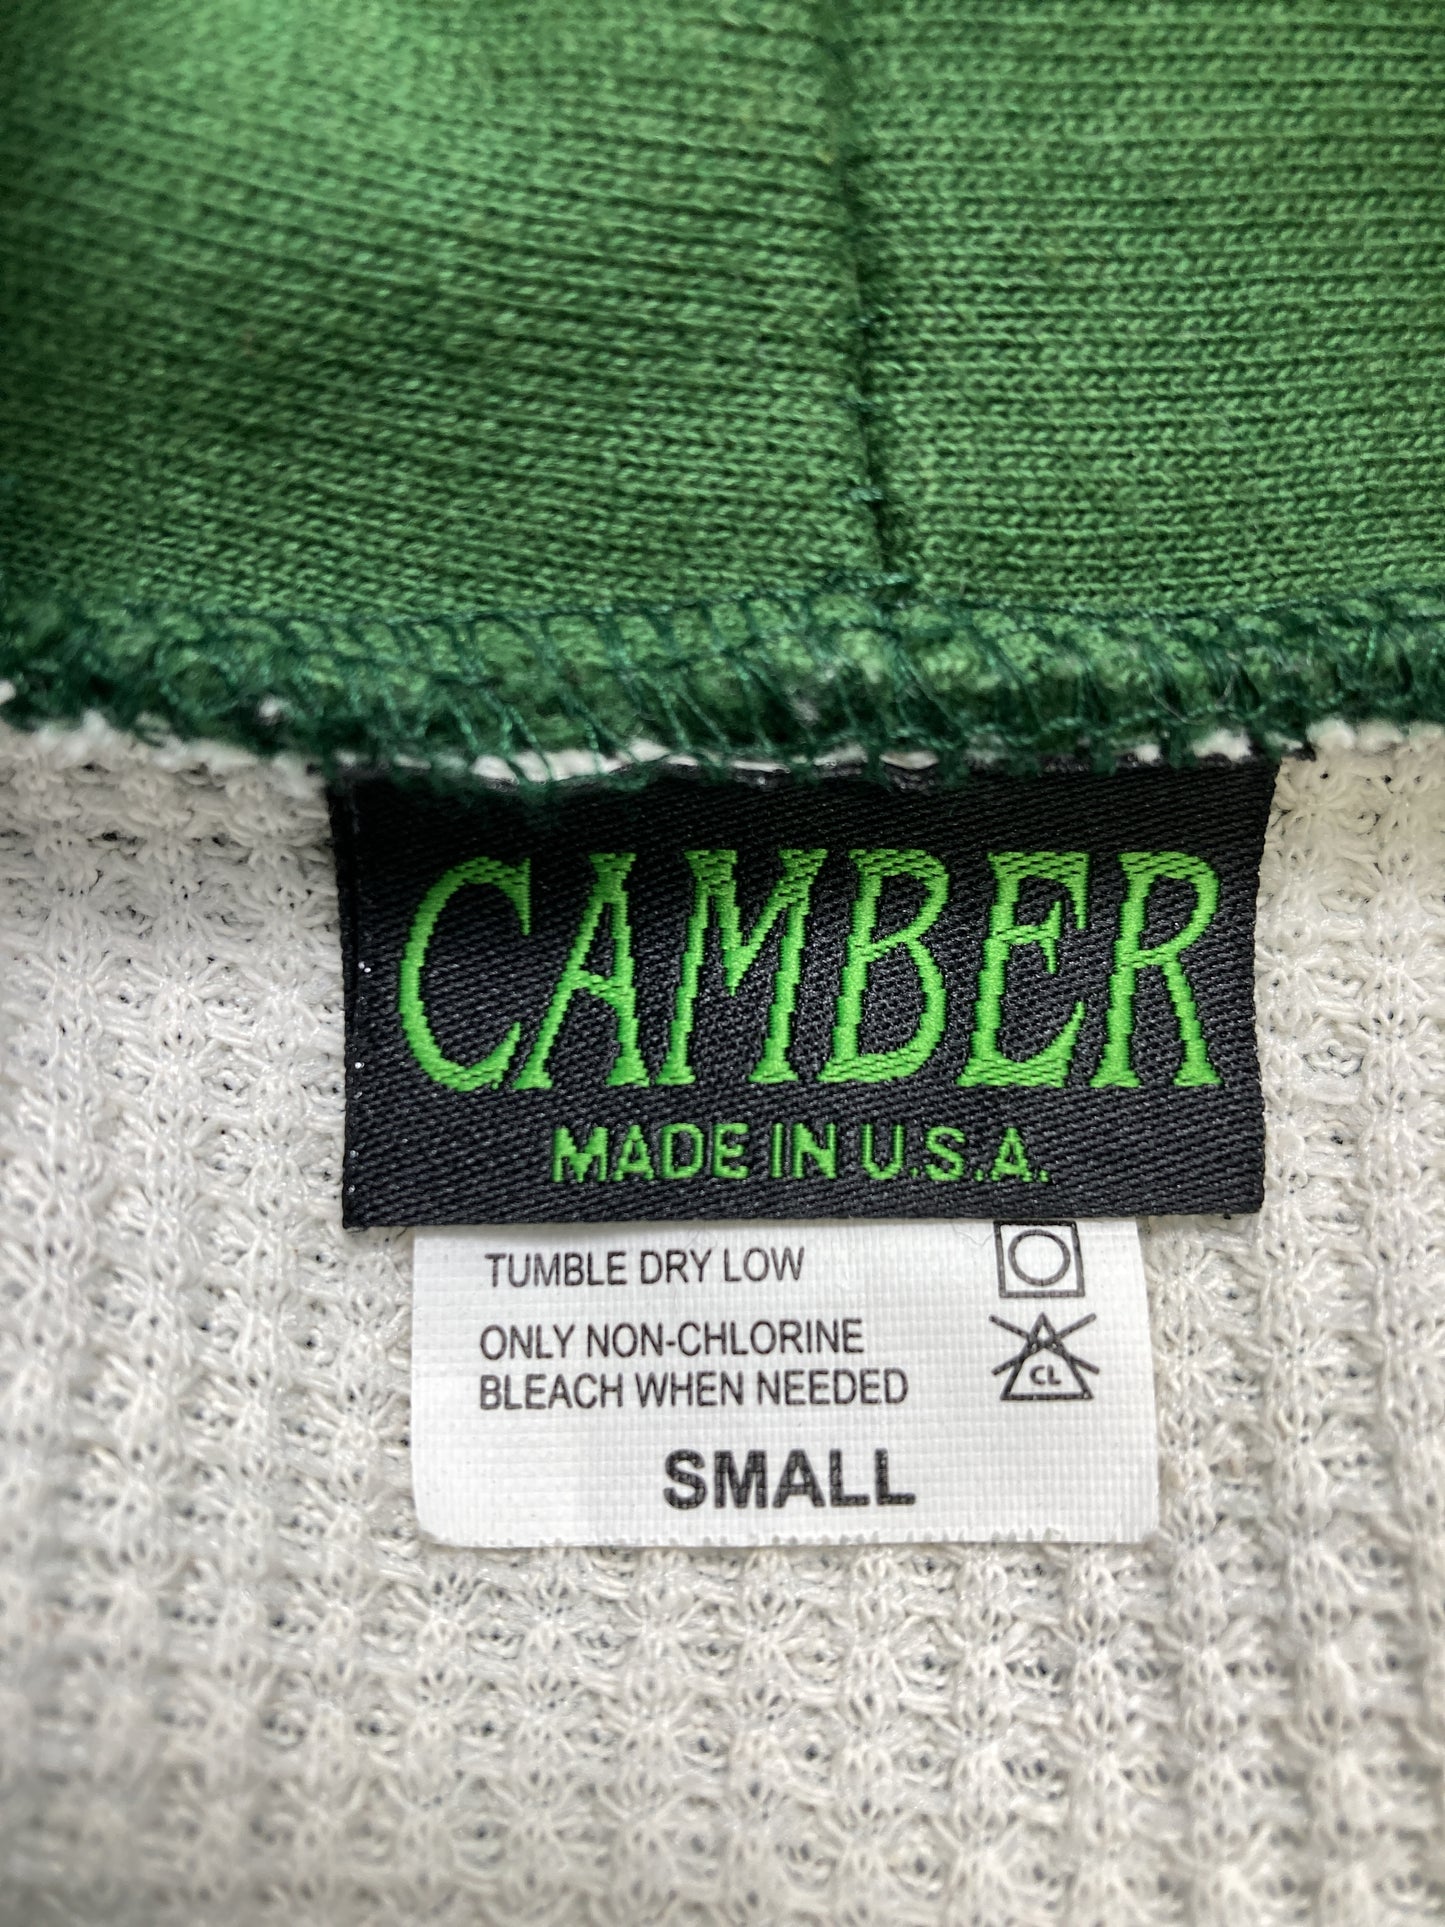 CAMBER
MADE IN U.S.A.
TUMBLE DRY LOW
ONLY NON-CHLORINE
BLEACH WHEN NEEDED
CL
SMALL